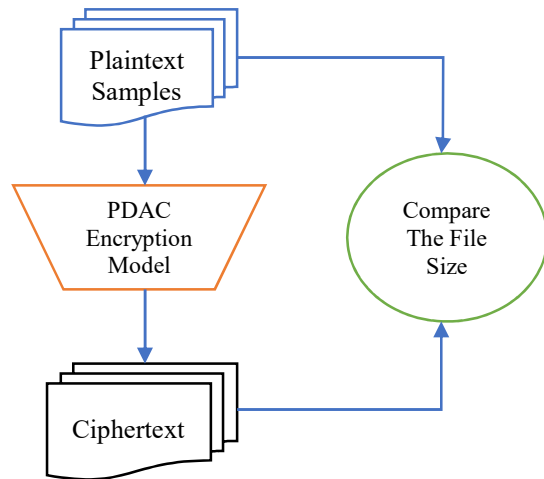 Plaintext
Samples
PDAC
Encryption
Model
Compare
The File
Size
Ciphertext